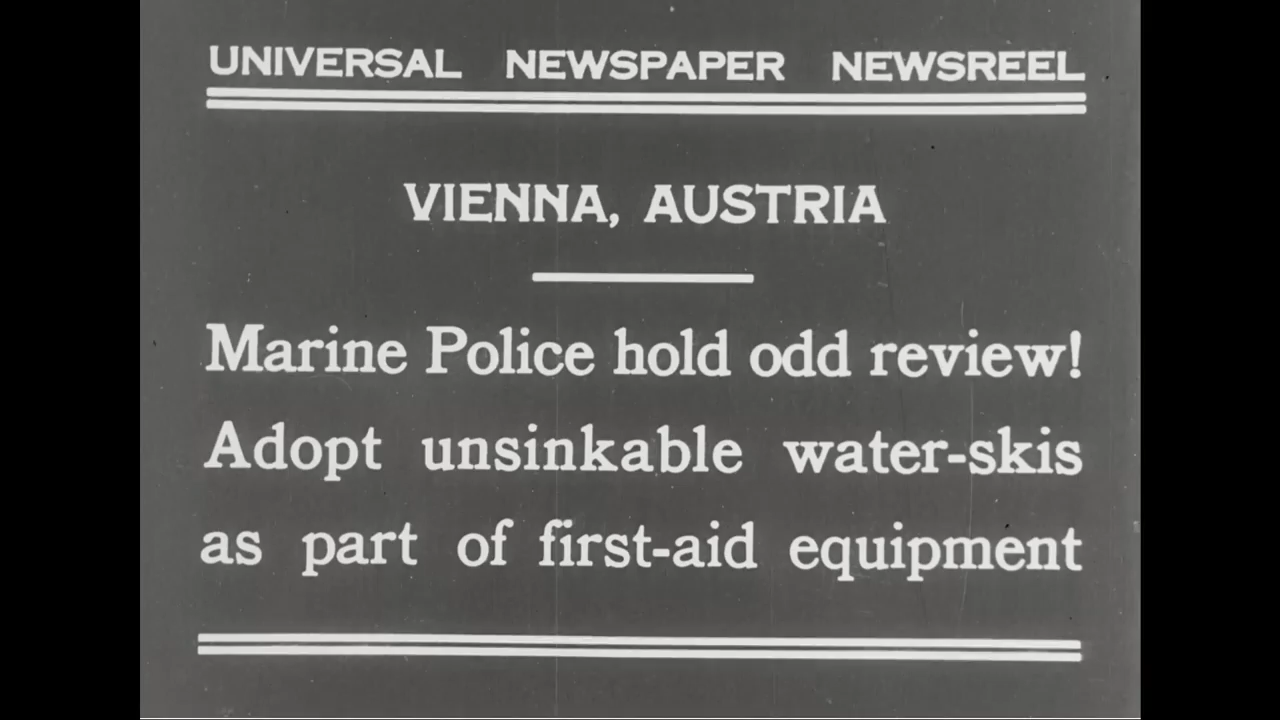 UNIVERSAL NEWSPAPER NEWSREEL
VIENNA, AUSTRIA
Marine Police hold odd review!
Adopt unsinkable water-skis
as part of first-aid equipment